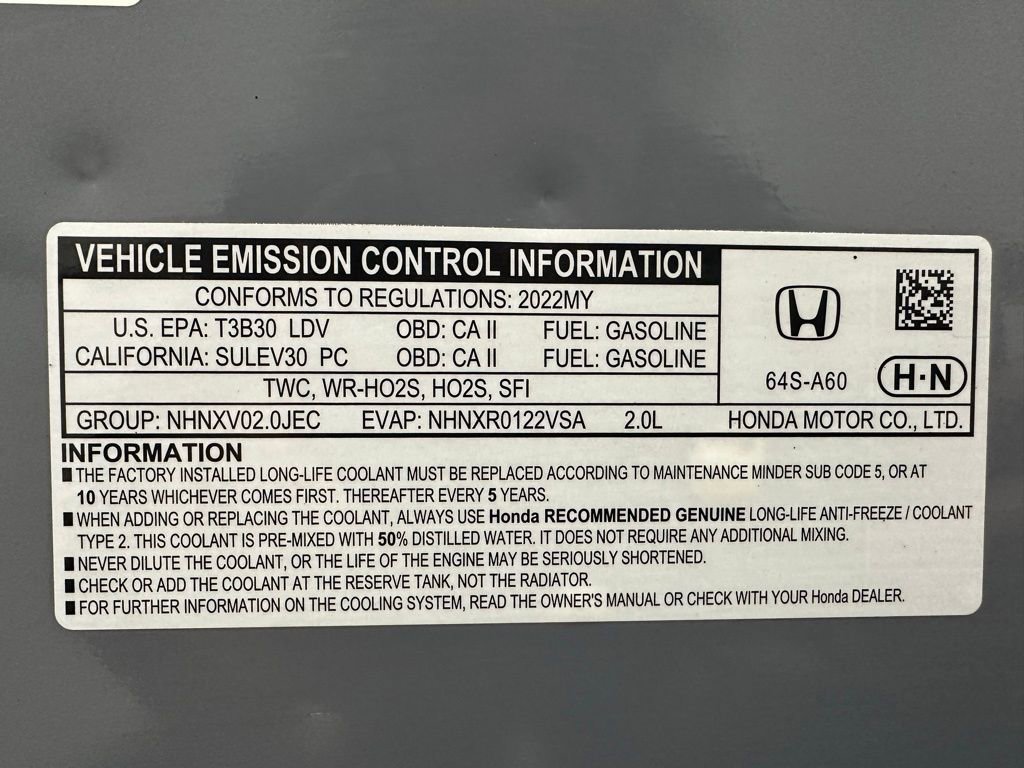 VEHICLE EMISSION CONTROL INFORMATION
CONFORMS TO REGULATIONS: 2022MY
U.S. EPA: T3B30 LDV OBD: CA II FUEL: GASOLINE
CALIFORNIA: SULEV30 PC OBD: CA II FUEL: GASOLINE
TWC, WR-HO2S, HO2S, SFI
64S-A60
H·N
GROUP: NHNXV02.0JEC EVAP: NHNXR0122VSA 2.0L HONDA MOTOR CO., LTD.
INFORMATION
■ THE FACTORY INSTALLED LONG-LIFE COOLANT MUST BE REPLACED ACCORDING TO MAINTENANCE MINDER SUB CODE 5, OR AT
10 YEARS WHICHEVER COMES FIRST. THEREAFTER EVERY 5 YEARS.
■ WHEN ADDING OR REPLACING THE COOLANT, ALWAYS USE Honda RECOMMENDED GENUINE LONG-LIFE ANTI-FREEZE / COOLANT
TYPE 2. THIS COOLANT IS PRE-MIXED WITH 50% DISTILLED WATER. IT DOES NOT REQUIRE ANY ADDITIONAL MIXING.
■ NEVER DILUTE THE COOLANT, OR THE LIFE OF THE ENGINE MAY BE SERIOUSLY SHORTENED.
■ CHECK OR ADD THE COOLANT AT THE RESERVE TANK, NOT THE RADIATOR.
■ FOR FURTHER INFORMATION ON THE COOLING SYSTEM, READ THE OWNER'S MANUAL OR CHECK WITH YOUR Honda DEALER.